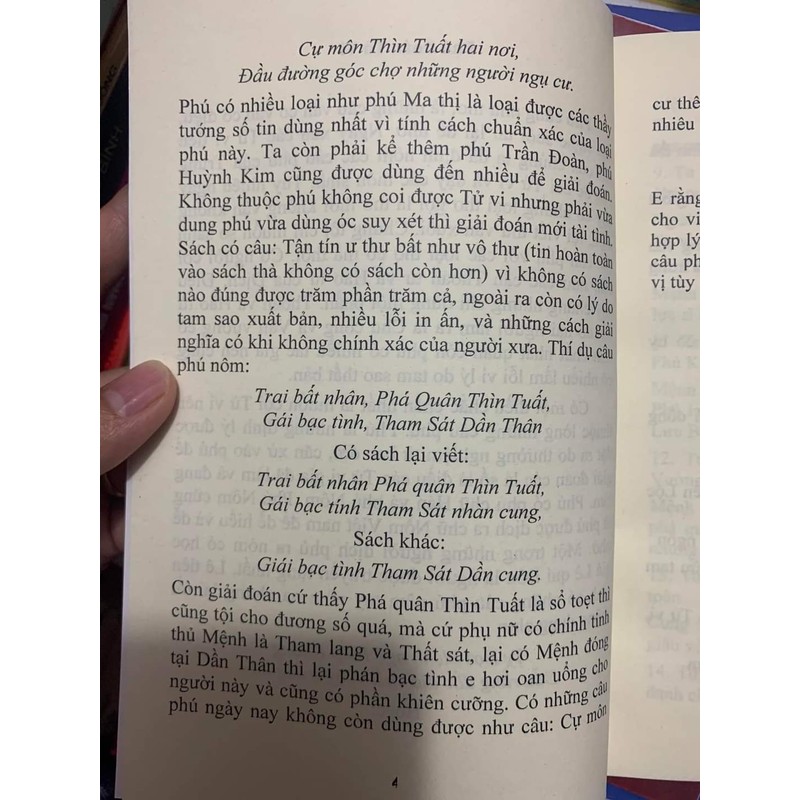 Cự môn Thìn Tuất hai nơi,
Đầu đường góc chợ những người ngụ cư.
Phú có nhiều loại như phú Ma thị là loại được các thầy
tướng số tin dùng nhất vì tính cách chuẩn xác của loại
phú này. Ta còn phải kể thêm phú Trần Đoàn, phú
Huỳnh Kim cũng được dùng đến nhiều để giải đoán.
Không thuộc phú không coi được Tử vi nhưng phải vừa
dung phú vừa dùng óc suy xét thì giải đoán mới tài tình.
Sách có câu: Tận tín ư thư bất như vô thư (tin hoàn toàn
vào sách thà không có sách còn hơn) vì không có sách
nào đúng được trăm phần trăm cả, ngoài ra còn có lý do
tam sao xuất bản, nhiều lỗi in ấn, và những cách giải
nghĩa có khi không chính xác của người xưa. Thí dụ câu
phú nôm:
Trai bất nhân, Phá Quân Thìn Tuất,
Gái bạc tình, Tham Sát Dần Thân
Có sách lại viết:
Trai bất nhân Phá quân Thìn Tuất,
Gái bạc tính Tham Sát nhàn cung,
Sách khác:
Giái bạc tình Tham Sát Dần cung.
Còn giải đoán cứ thấy Phá quân Thìn Tuất là sổ toẹt thì
cũng tội cho đương số quá, mà cứ phụ nữ có chính tinh
thủ Mệnh là Tham lang và Thất sát, lại có Mệnh đóng
tại Dần Thân thì lại phán bạc tình e hơi oan uổng cho
người này và cũng có phần khiên cưỡng. Có những câu
phú ngày nay không còn dùng được như câu: Cự môn
4
cư thê
nhiêu
E rằng
cho vi
hợp lý
câu ph
vị tùy
BÌNH